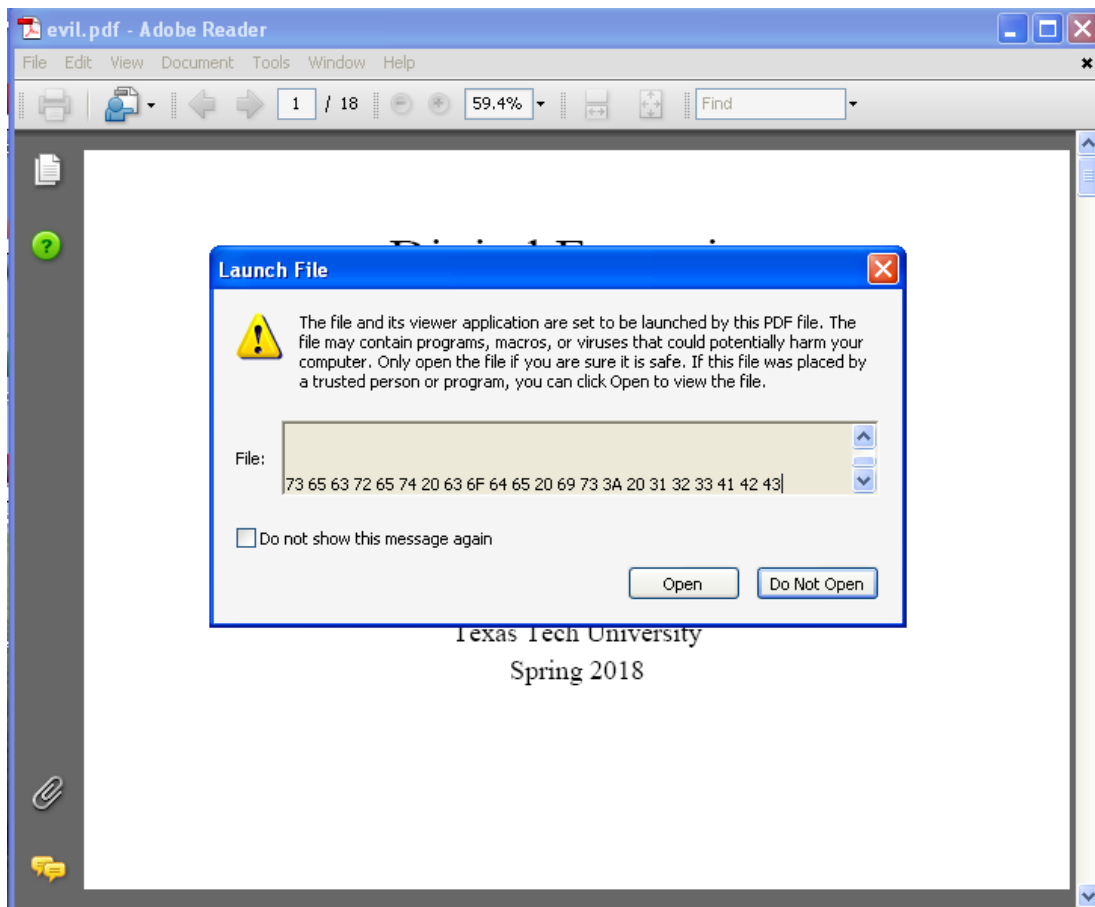 evil.pdf - Adobe Reader
File Edit View Document Tools Window Help
1 / 18 59.4% Find
Launch File
The file and its viewer application are set to be launched by this PDF file. The
file may contain programs, macros, or viruses that could potentially harm your
computer. Only open the file if you are sure it is safe. If this file was placed by
a trusted person or program, you can click Open to view the file.
File:
73 65 63 72 65 74 20 63 6F 64 65 20 69 73 3A 20 31 32 33 41 42 43
Do not show this message again
Open Do Not Open
Texas Tech University
Spring 2018